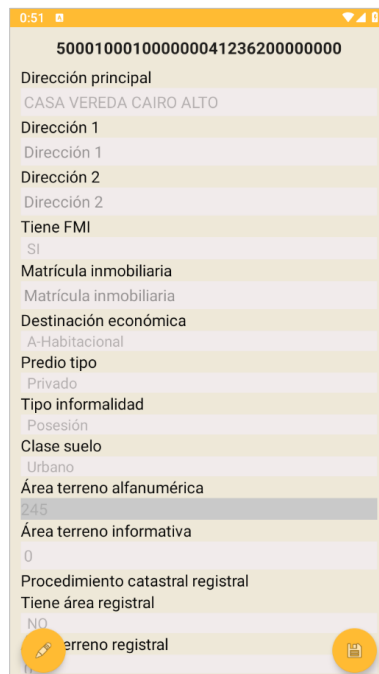 0:51
500010001000000041236200000000
Dirección principal
CASA VEREDA CAIRO ALTO
Dirección 1
Dirección 1
Dirección 2
Dirección 2
Tiene FMI
SI
Matrícula inmobiliaria
Matrícula inmobiliaria
Destinación económica
A-Habitacional
Predio tipo
Privado
Tipo informalidad
Posesión
Clase suelo
Urbano
Área terreno alfanumérica
245
Área terreno informativa
0
Procedimiento catastral registral
Tiene área registral
NO
erreno registral